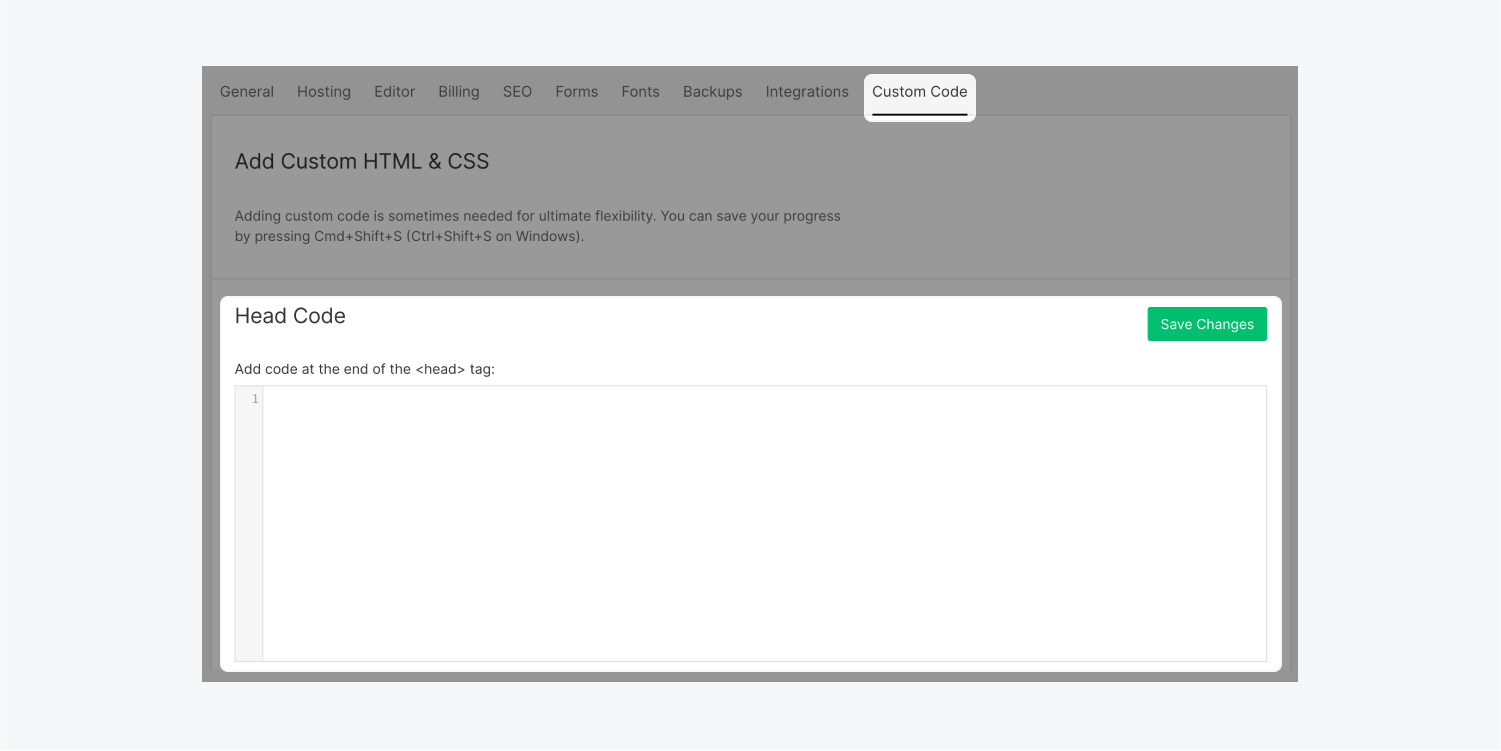 General Hosting Editor Billing SEO Forms Fonts Backups Integrations Custom Code
Add Custom HTML & CSS
Adding custom code is sometimes needed for ultimate flexibility. You can save your progress
by pressing Cmd+Shift+S (Ctrl+Shift+S on Windows).
Head Code
Save Changes
Add code at the end of the <head> tag:
1